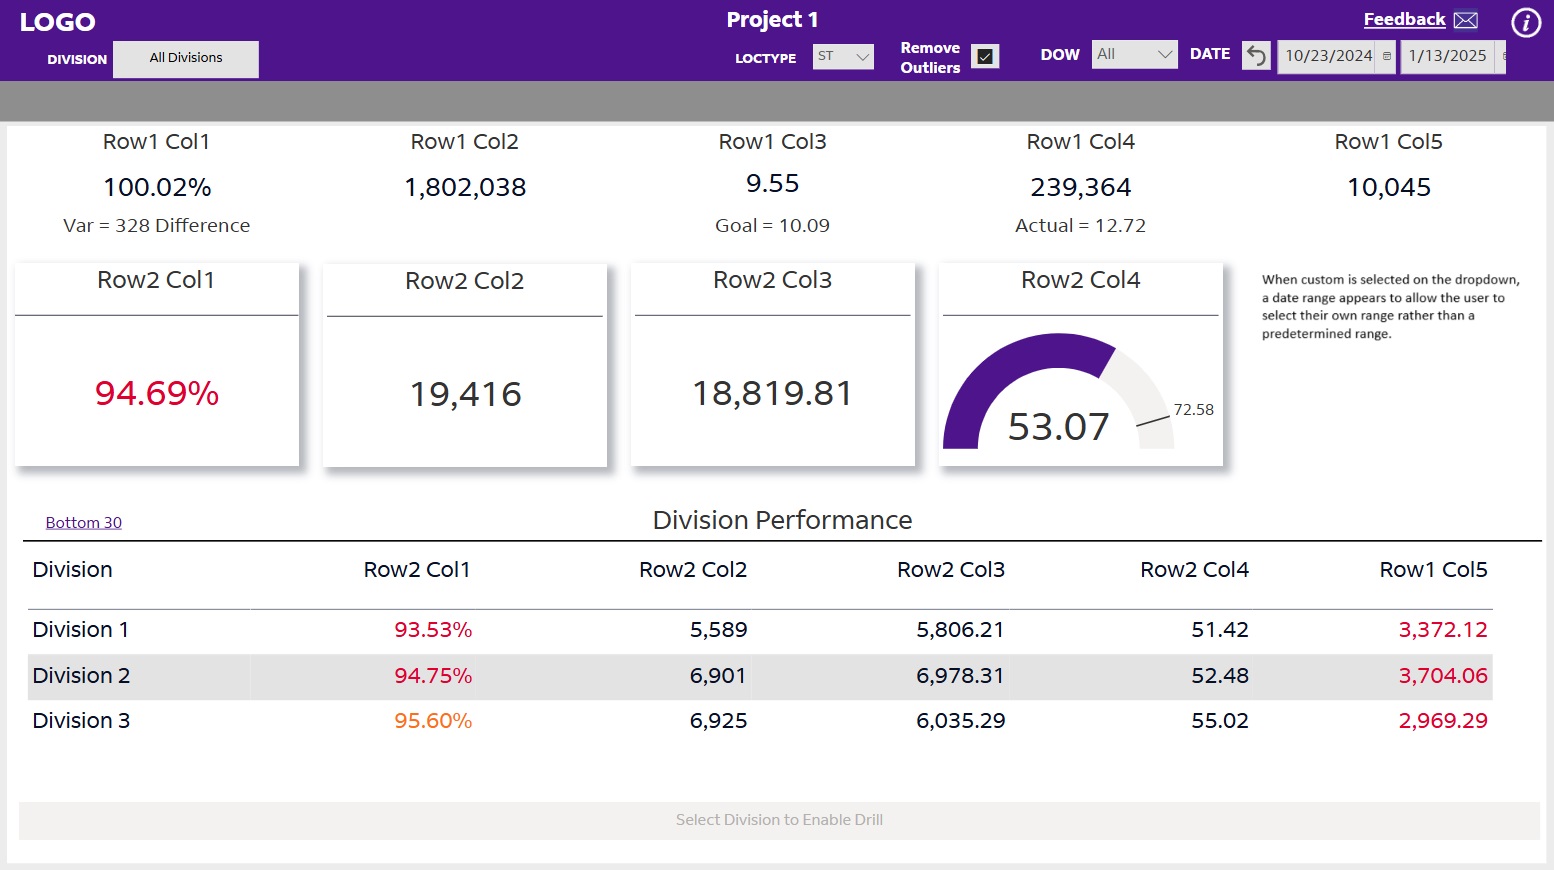 LOGO
Project 1
Feedback
DIVISION
All Divisions
LOCTYPE
ST
Remove
Outliers
DOW
All
DATE
10/23/2024
1/13/2025
Row1 Col1
Row1 Col2
Row1 Col3
Row1 Col4
Row1 Col5
100.02%
1,802,038
9.55
239,364
10,045
Var = 328 Difference
Goal = 10.09
Actual = 12.72
Row2 Col1
Row2 Col2
Row2 Col3
Row2 Col4
94.69%
19,416
18,819.81
53.07
72.58
When custom is selected on the dropdown,
a date range appears to allow the user to
select their own range rather than a
predetermined range.
Bottom 30
Division Performance
Division Row2 Col1 Row2 Col2 Row2 Col3 Row2 Col4 Row1 Col5
Division 1 93.53% 5,589 5,806.21 51.42 3,372.12
Division 2 94.75% 6,901 6,978.31 52.48 3,704.06
Division 3 95.60% 6,925 6,035.29 55.02 2,969.29
Select Division to Enable Drill